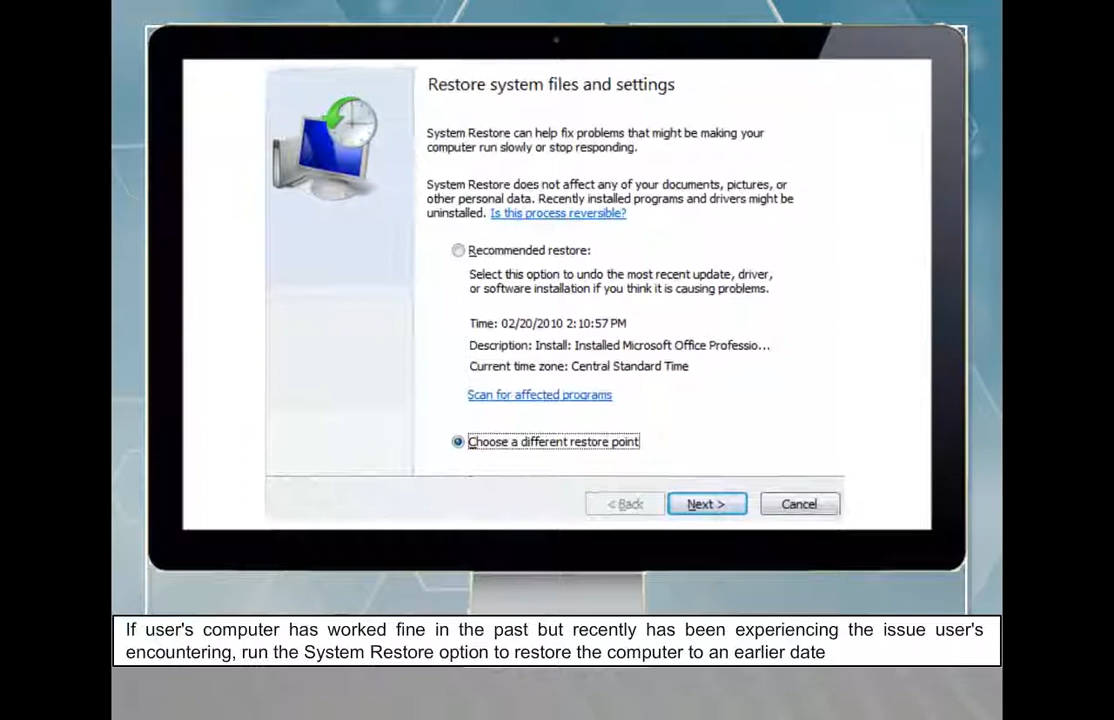 Restore system files and settings
System Restore can help fix problems that might be making your
computer run slowly or stop responding.
System Restore does not affect any of your documents, pictures, or
other personal data. Recently installed programs and drivers might be
uninstalled. Is this process reversible?
Recommended restore:
Select this option to undo the most recent update, driver,
or software installation if you think it is causing problems.
Time: 02/20/2010 2:10:57 PM
Description: Install: Installed Microsoft Office Professio...
Current time zone: Central Standard Time
Scan for affected programs
Choose a different restore point
< Back Next > Cancel
If user's computer has worked fine in the past but recently has been experiencing the issue user's
encountering, run the System Restore option to restore the computer to an earlier date